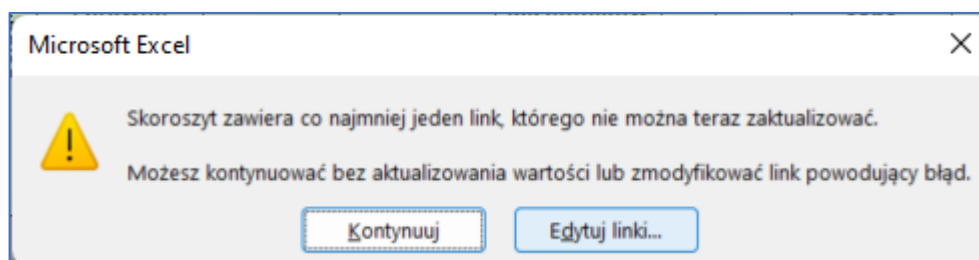 Microsoft Excel
Skoroszyt zawiera co najmniej jeden link, którego nie można teraz zaktualizować.
Możesz kontynuować bez aktualizowania wartości lub zmodyfikować link powodujący błąd.
Kontynuuj
Edytuj linki...